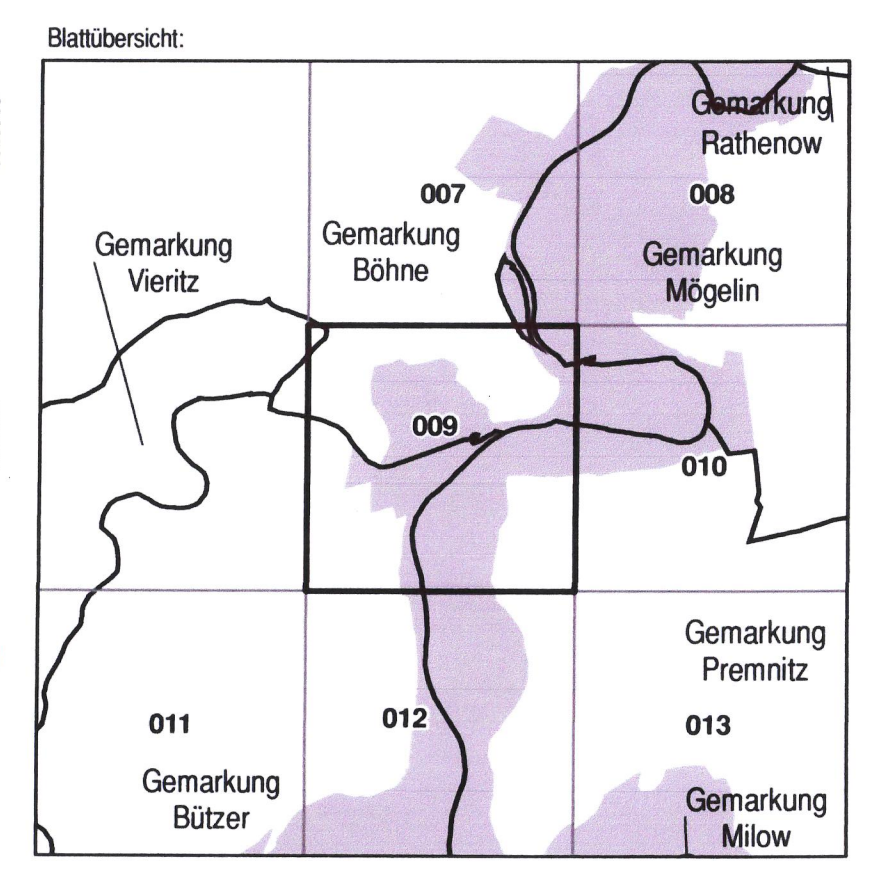 Blattübersicht:
Gemarkung
Rathenow
007
008
Gemarkung
Vieritz
Gemarkung
Böhne
Gemarkung
Mögelin
009
010
Gemarkung
Premnitz
011
012
013
Gemarkung
Bützer
Gemarkung
Milow